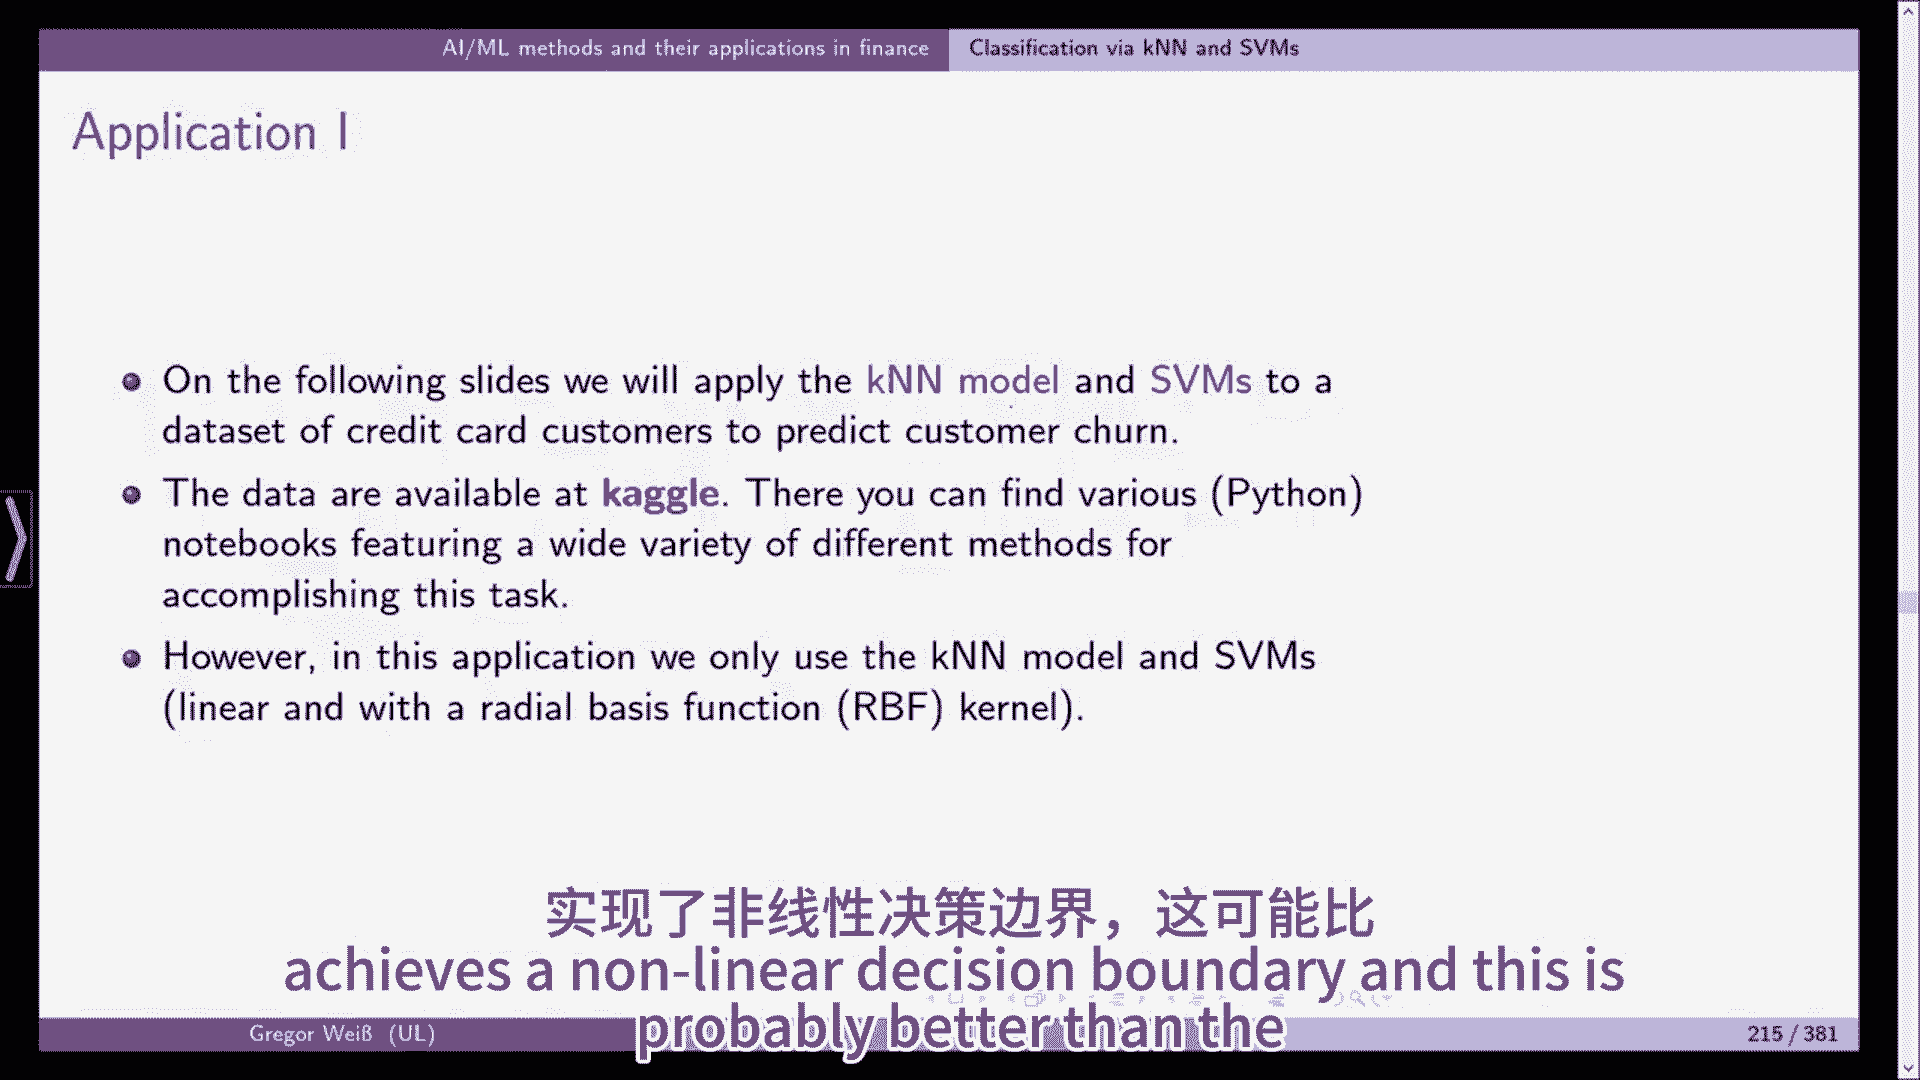 AI/ML methods and their applications in finance
Classification via kNN and SVMs
Application I
On the following slides we will apply the kNN model and SVMs to a
dataset of credit card customers to predict customer churn.
The data are available at kaggle. There you can find various (Python)
notebooks featuring a wide variety of different methods for
accomplishing this task.
However, in this application we only use the kNN model and SVMs
(linear and with a radial basis function (RBF) kernel).
实现了非线性决策边界，这可能比
achieves a non-linear decision boundary and this is
probably better than the
Gregor Weiß (UL)
215 / 381